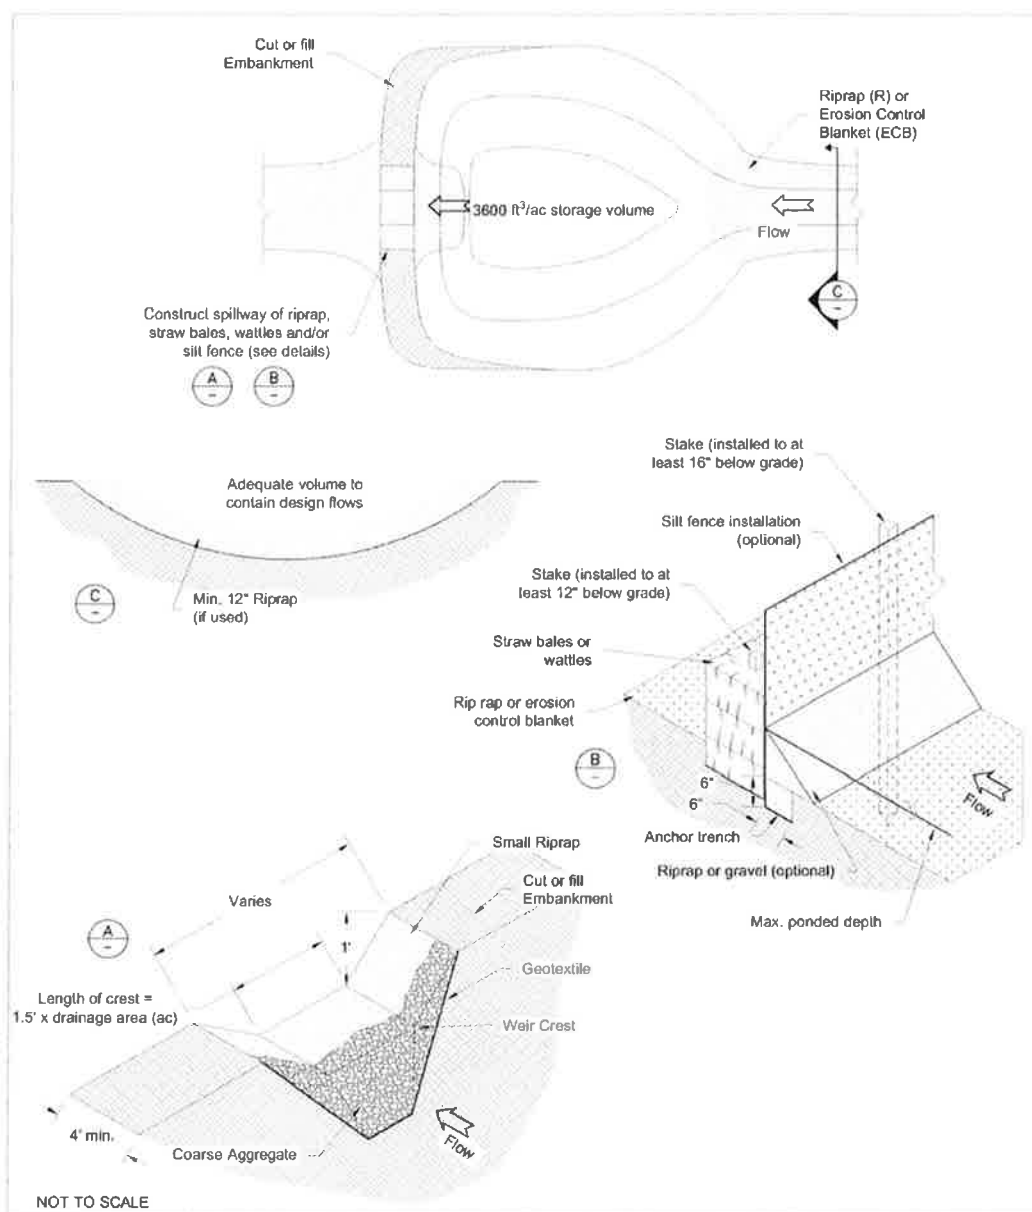 Cut or fill
Embankment
Riprap (R) or
Erosion Control
Blanket (ECB)
3600 ft³/ac storage volume
Flow
C
–
Construct spillway of riprap,
straw bales, wattles and/or
silt fence (see details)
A
–
B
–
Adequate volume to
contain design flows
C
–
Min. 12" Riprap
(if used)
Stake (installed to at
least 16" below grade)
Silt fence installation
(optional)
Stake (installed to at
least 12" below grade)
Straw bales or
wattles
Rip rap or erosion
control blanket
B
–
6"
6"
Flow
Anchor trench
Riprap or gravel (optional)
Max. ponded depth
Small Riprap
Cut or fill
Embankment
Varies
A
–
1'
Geotextile
Length of crest =
1.5' x drainage area (ac)
Weir Crest
4' min.
Coarse Aggregate
Flow
NOT TO SCALE